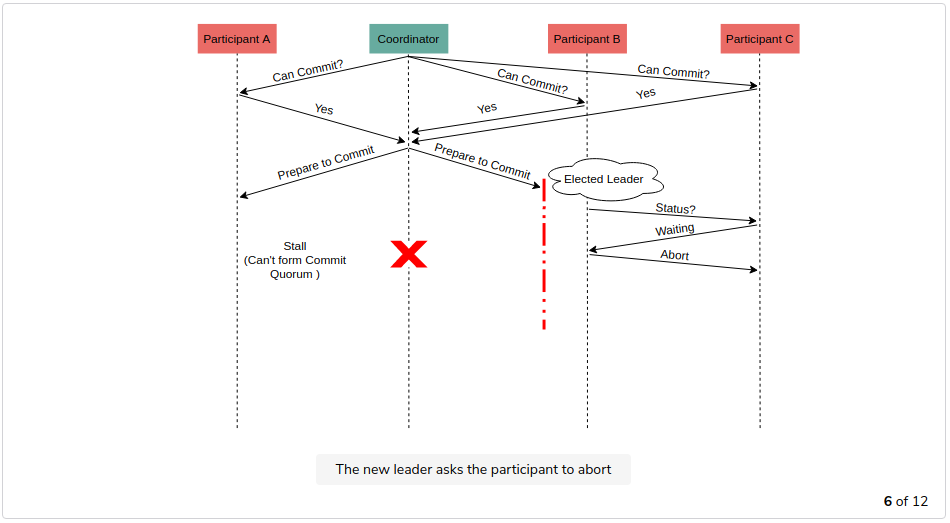 Participant A
Coordinator
Participant B
Participant C
Can Commit?
Can Commit?
Can Commit?
Yes
Yes
Yes
Prepare to Commit
Prepare to Commit
Elected Leader
Status?
Waiting
Abort
Stall
(Can't form Commit
Quorum )
The new leader asks the participant to abort
6 of 12